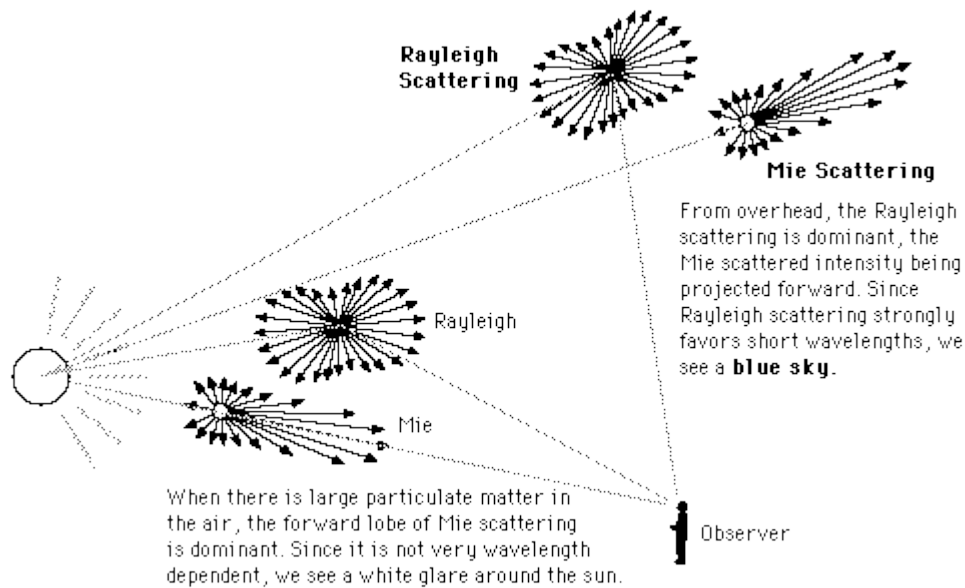 Rayleigh
Scattering
Mie Scattering
From overhead, the Rayleigh
scattering is dominant, the
Mie scattered intensity being
projected forward. Since
Rayleigh scattering strongly
favors short wavelengths, we
see a blue sky.
Rayleigh
Mie
When there is large particulate matter in
the air, the forward lobe of Mie scattering
is dominant. Since it is not very wavelength
dependent, we see a white glare around the sun.
Observer